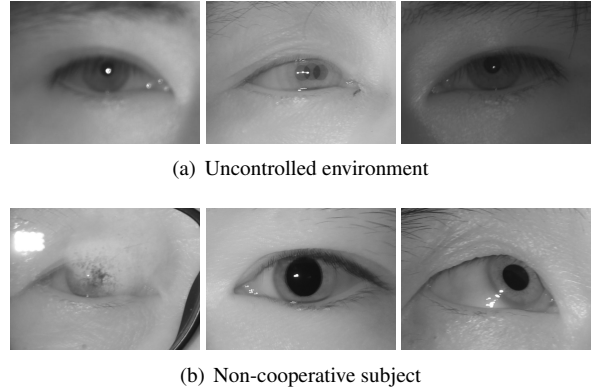 (a) Uncontrolled environment
(b) Non-cooperative subject